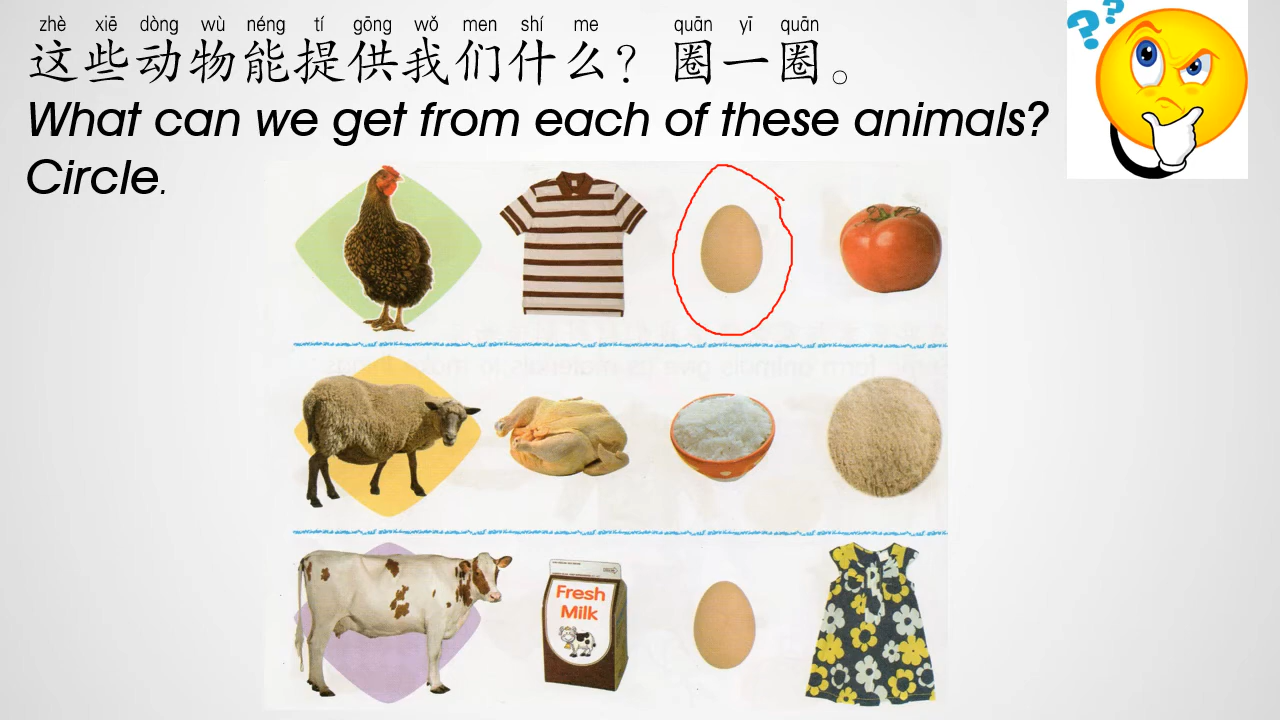 zhè xiē dòng wù néng tí gōng wǒ men shí me quān yī quān
这些动物能提供我们什么？圈一圈。
What can we get from each of these animals?
Circle.
Fresh
Milk